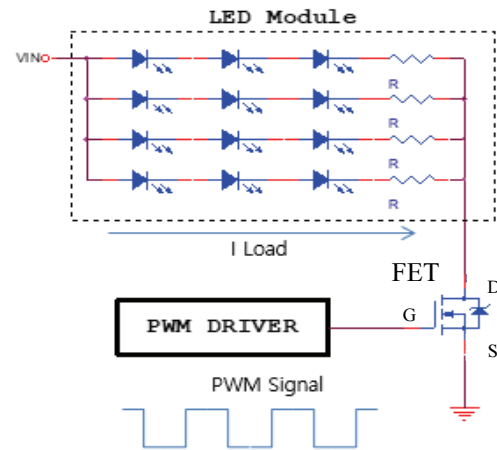 LED Module
VIN
R
R
R
R
I Load
FET
D
G
S
PWM DRIVER
PWM Signal